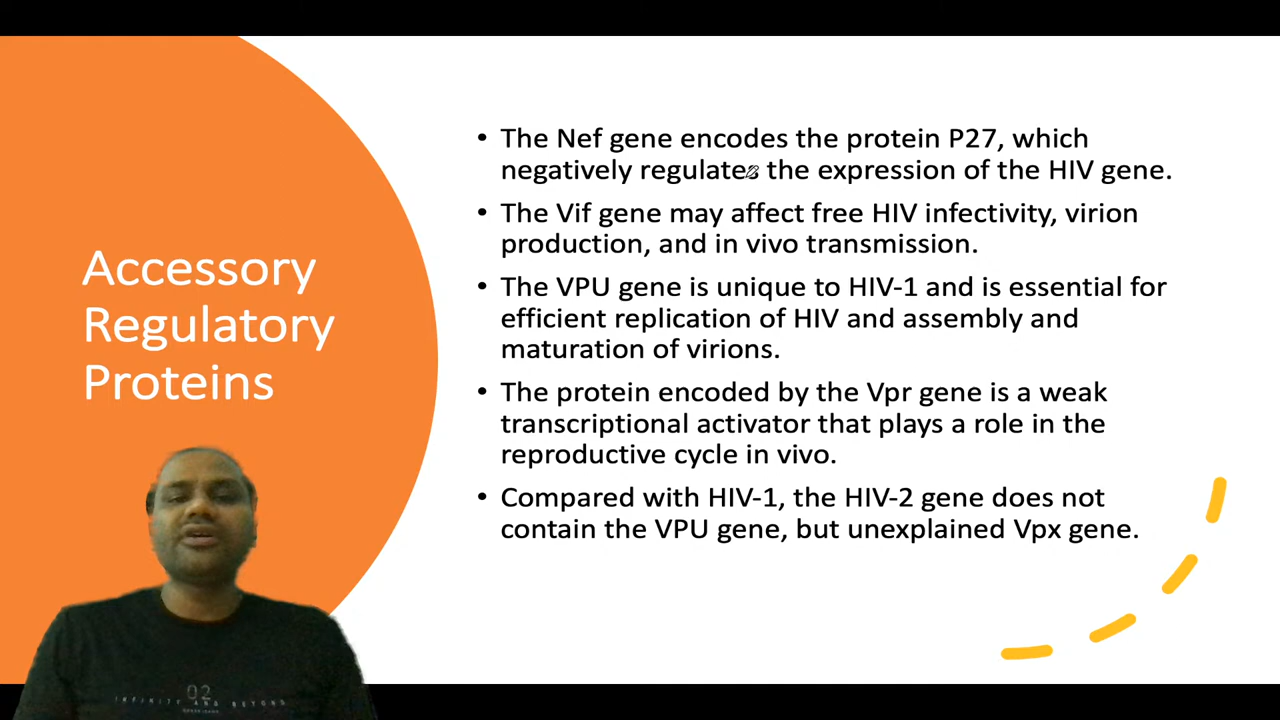 Accessory
Regulatory
Proteins
• The Nef gene encodes the protein P27, which
negatively regulates the expression of the HIV gene.
• The Vif gene may affect free HIV infectivity, virion
production, and in vivo transmission.
• The VPU gene is unique to HIV-1 and is essential for
efficient replication of HIV and assembly and
maturation of virions.
• The protein encoded by the Vpr gene is a weak
transcriptional activator that plays a role in the
reproductive cycle in vivo.
• Compared with HIV-1, the HIV-2 gene does not
contain the VPU gene, but unexplained Vpx gene.
02
INFINITY AND BEYOND